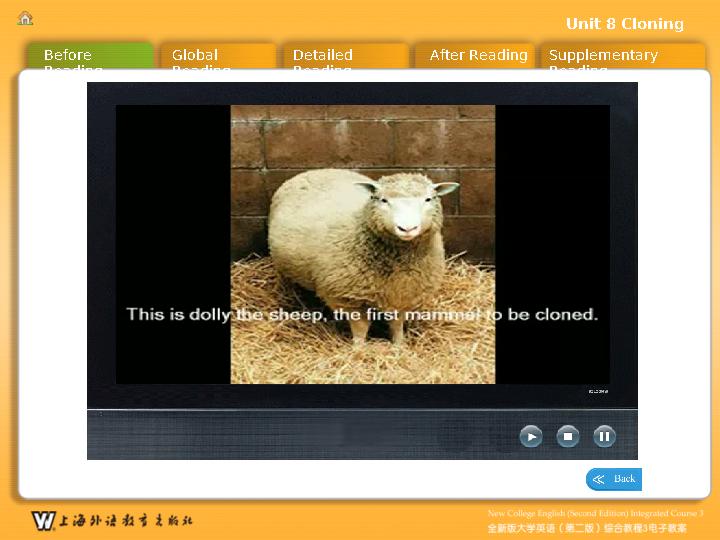 Unit 8 Cloning
Before Reading
Global Reading
Detailed Reading
After Reading
Supplementary Reading
This is dolly the sheep, the first mammal to be cloned.
Back
W 上海外语教育出版社
New College English (Second Edition) Integrated Course 3
全新版大学英语（第二版）综合教程3电子教案